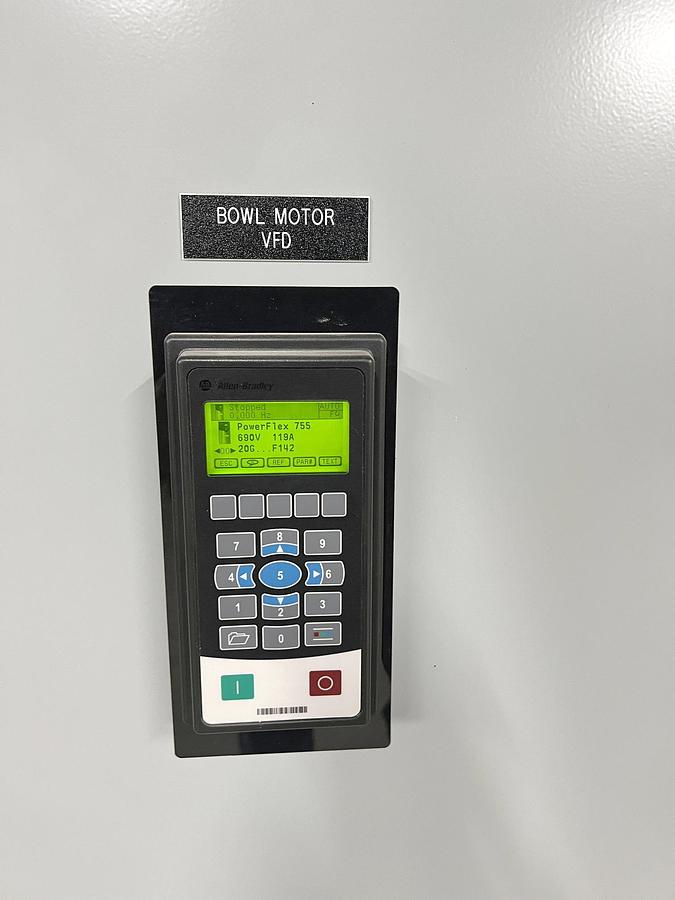 BOWL MOTOR
VFD
Allen-Bradley
Stopped AUTO
0.000 Hz F
PowerFlex 755
690V 119A
20G...F142
ESC REF PAR# TEXT
7 8 9
4 5 6
1 2 3
0